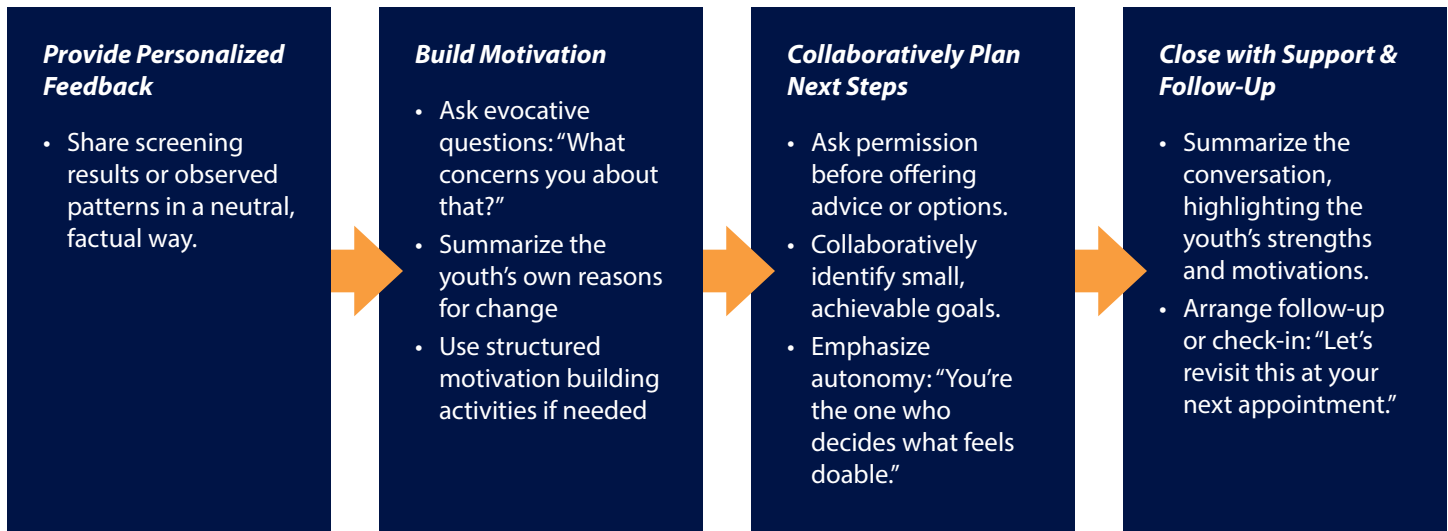 Provide Personalized
Feedback
• Share screening
results or observed
patterns in a neutral,
factual way.
Build Motivation
• Ask evocative
questions: “What
concerns you about
that?”
• Summarize the
youth’s own reasons
for change
• Use structured
motivation building
activities if needed
Collaboratively Plan
Next Steps
• Ask permission
before offering
advice or options.
• Collaboratively
identify small,
achievable goals.
• Emphasize
autonomy: “You’re
the one who
decides what feels
doable.”
Close with Support &
Follow-Up
• Summarize the
conversation,
highlighting the
youth’s strengths
and motivations.
• Arrange follow-up
or check-in: “Let’s
revisit this at your
next appointment.”